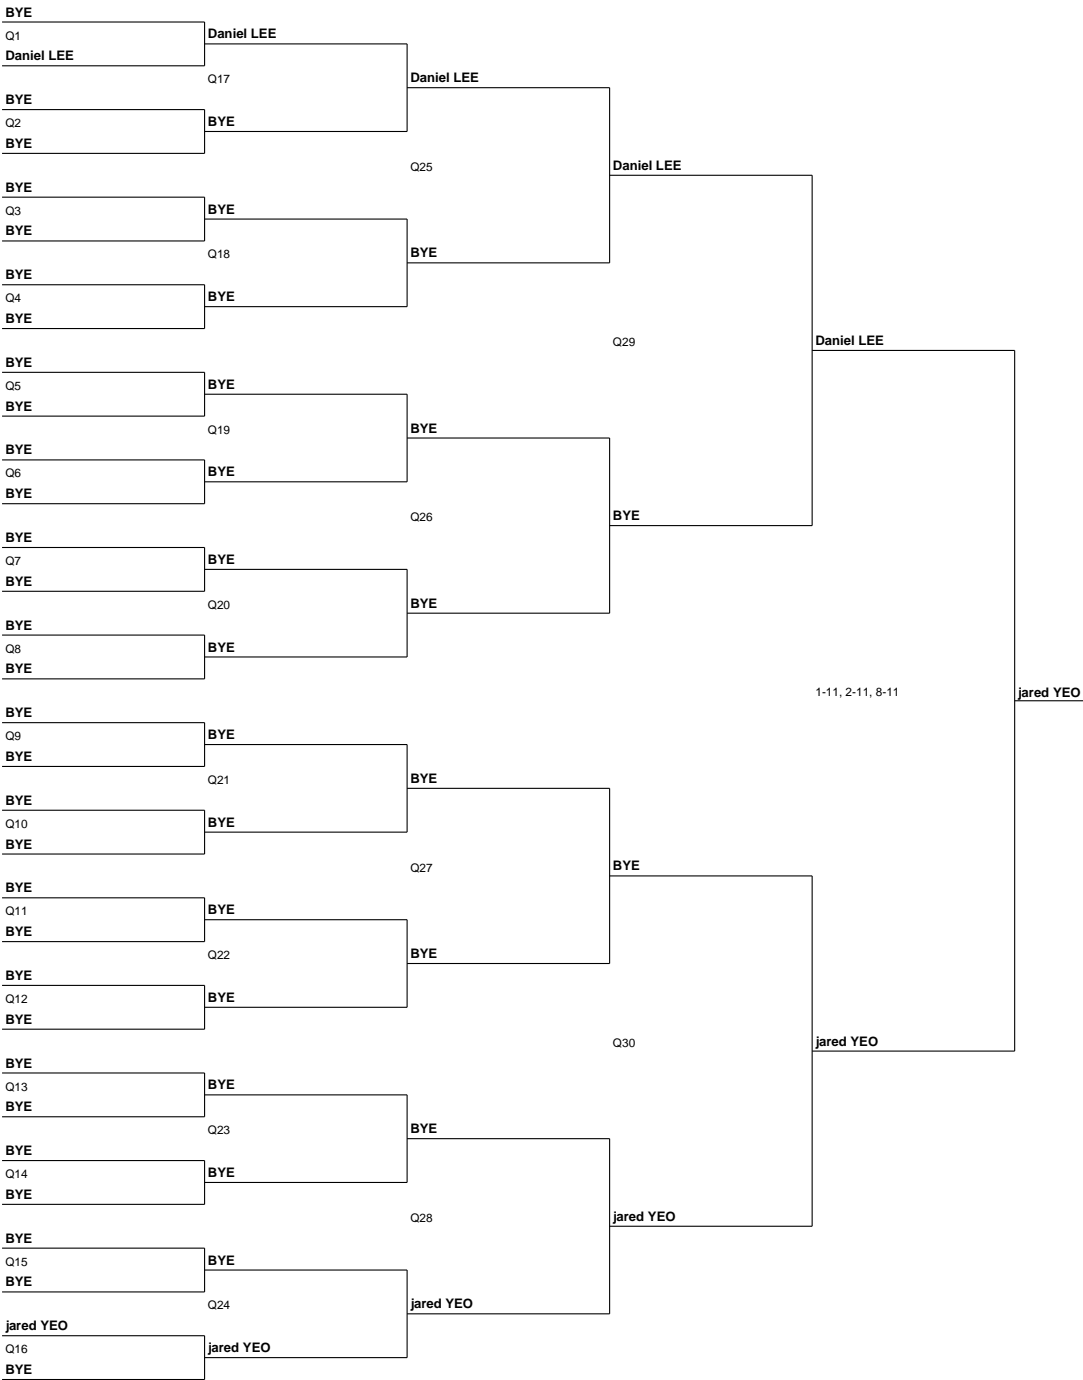 BYE
Q1
Daniel LEE
BYE
Q2
BYE
BYE
Q3
BYE
BYE
Q4
BYE
BYE
Q5
BYE
BYE
Q6
BYE
BYE
Q7
BYE
BYE
Q8
BYE
BYE
Q9
BYE
BYE
Q10
BYE
BYE
Q11
BYE
BYE
Q12
BYE
BYE
Q13
BYE
BYE
Q14
BYE
BYE
Q15
BYE
jared YEO
Q16
BYE
Daniel LEE
Q17
BYE
BYE
Q18
BYE
BYE
Q19
BYE
BYE
Q20
BYE
BYE
Q21
BYE
BYE
Q22
BYE
BYE
Q23
BYE
BYE
Q24
jared YEO
Daniel LEE
Q25
BYE
BYE
Q26
BYE
BYE
Q27
BYE
BYE
Q28
jared YEO
Daniel LEE
Q29
BYE
BYE
Q30
jared YEO
Daniel LEE
1-11, 2-11, 8-11
jared YEO
jared YEO